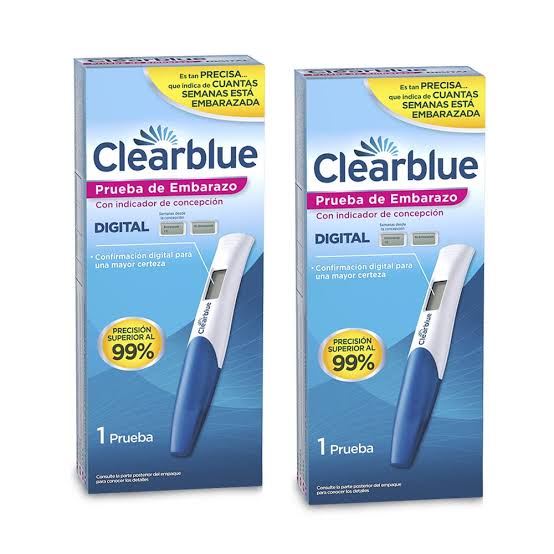 Es tan PRECISA...
que indica de CUANTAS
SEMANAS ESTÁ
EMBARAZADA
Clearblue
Prueba de Embarazo
Con indicador de concepción
DIGITAL
Semanas desde
la concepción
• Confirmación digital para
una mayor certeza
Clearblue
PRECISIÓN
SUPERIOR AL
99%
1 Prueba
Consulte la parte posterior del empaque
para conocer los detalles
Es tan PRECISA...
que indica de CUANTAS
SEMANAS ESTÁ
EMBARAZADA
Clearblue
Prueba de Embarazo
Con indicador de concepción
DIGITAL
Semanas desde
la concepción
• Confirmación digital para
una mayor certeza
Clearblue
PRECISIÓN
SUPERIOR AL
99%
1 Prueba
Consulte la parte posterior del empaque
para conocer los detalles